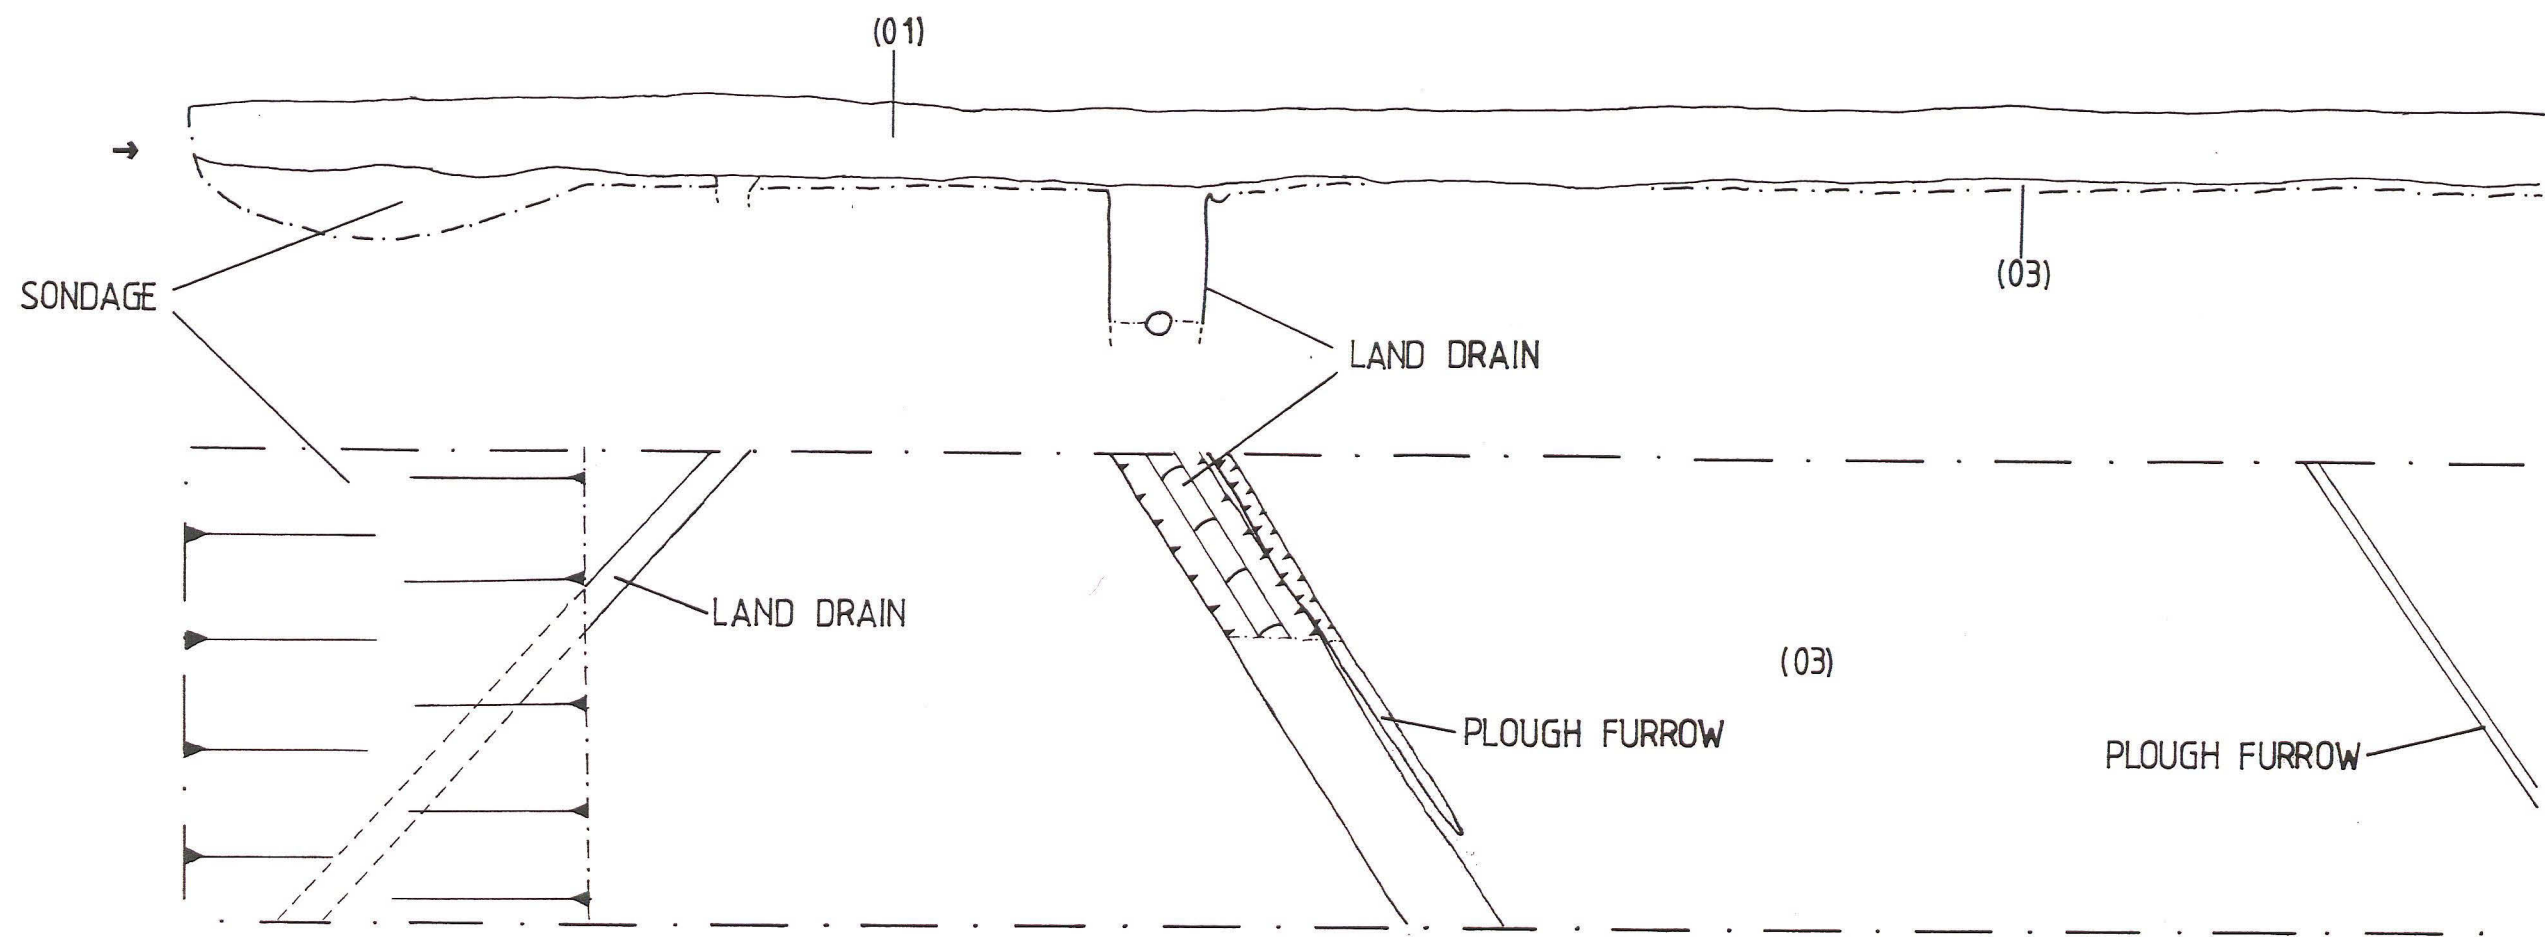 (01)
(03)
SONDAGE
LAND DRAIN
LAND DRAIN
(03)
PLOUGH FURROW
PLOUGH FURROW